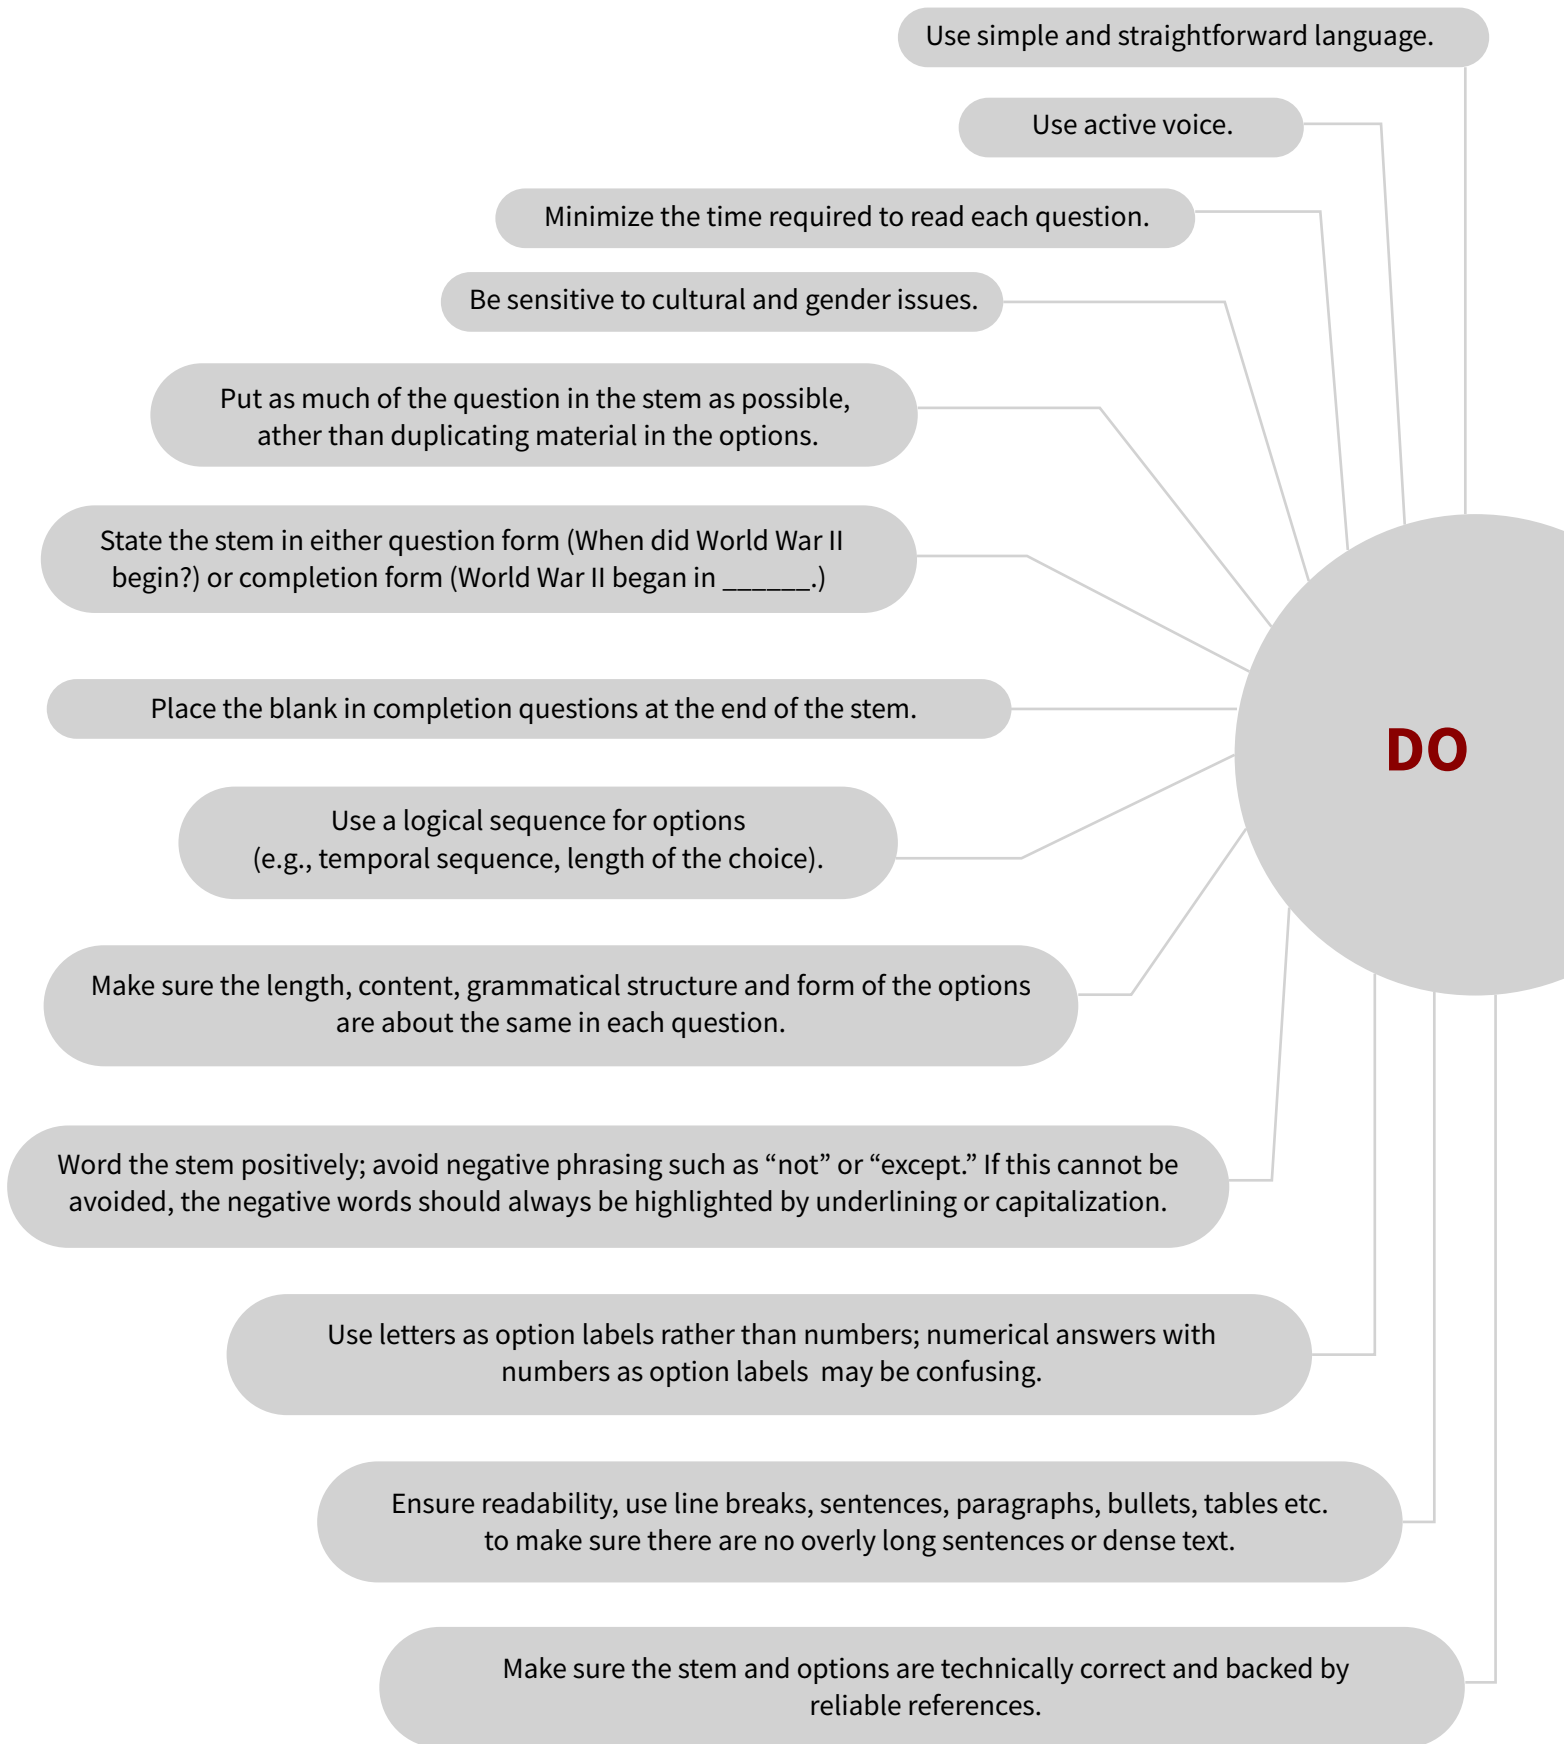 Use simple and straightforward language.
Use active voice.
Minimize the time required to read each question.
Be sensitive to cultural and gender issues.
Put as much of the question in the stem as possible,
ather than duplicating material in the options.
State the stem in either question form (When did World War II
begin?) or completion form (World War II began in ______.)
Place the blank in completion questions at the end of the stem.
DO
Use a logical sequence for options
(e.g., temporal sequence, length of the choice).
Make sure the length, content, grammatical structure and form of the options
are about the same in each question.
Word the stem positively; avoid negative phrasing such as “not” or “except.” If this cannot be
avoided, the negative words should always be highlighted by underlining or capitalization.
Use letters as option labels rather than numbers; numerical answers with
numbers as option labels  may be confusing.
Ensure readability, use line breaks, sentences, paragraphs, bullets, tables etc.
to make sure there are no overly long sentences or dense text.
Make sure the stem and options are technically correct and backed by
reliable references.